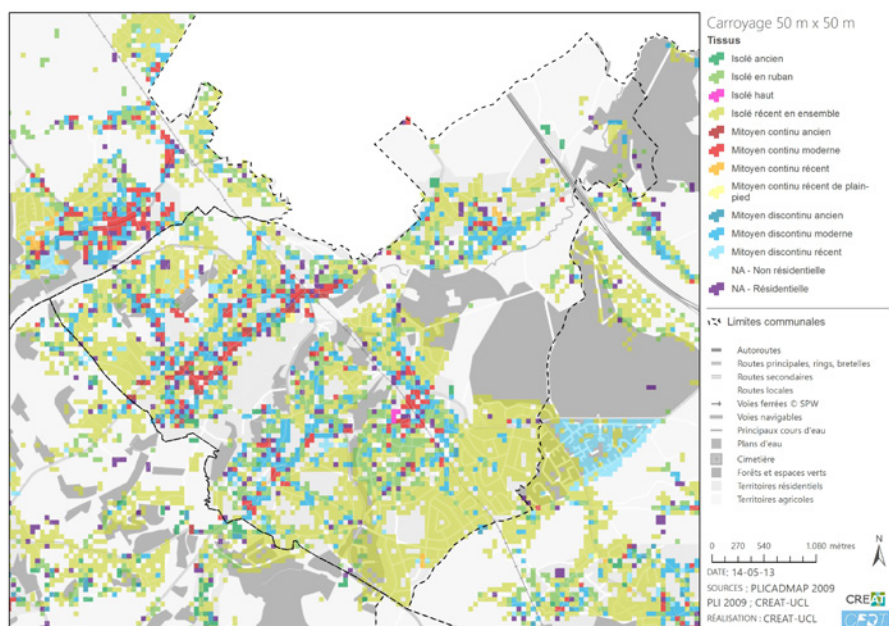 Carroyage 50 m x 50 m
Tissus
Isolé ancien
Isolé en ruban
Isolé haut
Isolé récent en ensemble
Mitoyen continu ancien
Mitoyen continu moderne
Mitoyen continu récent
Mitoyen continu récent de plain-
pied
Mitoyen discontinu ancien
Mitoyen discontinu moderne
Mitoyen discontinu récent
NA - Non résidentielle
NA - Résidentielle
Limites communales
Autoroutes
Routes principales, rings, bretelles
Routes secondaires
Routes locales
Voies ferrées © SPW
Voies navigables
Principaux cours d'eau
Plans d'eau
Cimetière
Forêts et espaces verts
Territoires résidentiels
Territoires agricoles
0 270 540 1.080 mètres
N
DATE: 14-05-13
SOURCES : PLICADMAP 2009
PLI 2009 ; CREAT-UCL
RÉALISATION : CREAT-UCL
CREAT